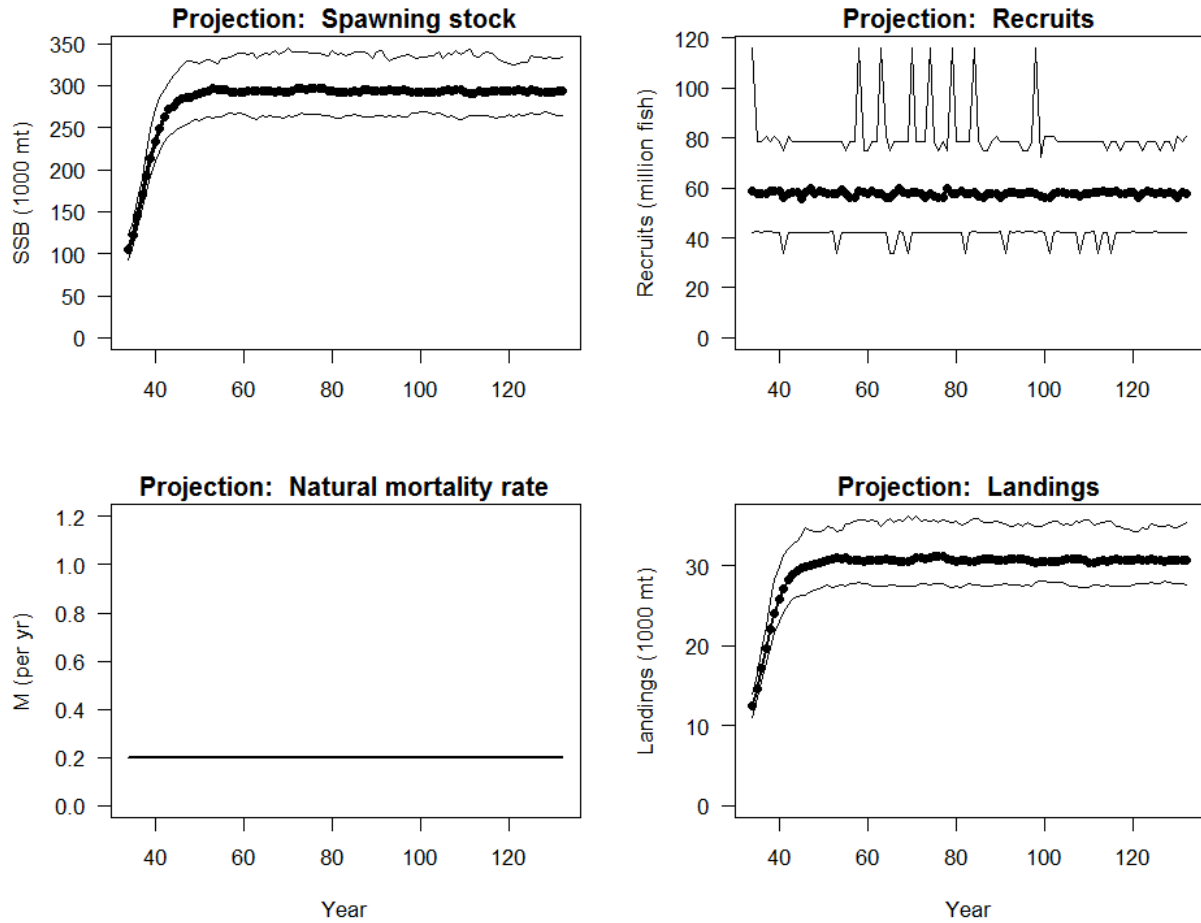 Projection:  Spawning stock
SSB (1000 mt)
350
300
250
200
150
100
50
0
40 60 80 100 120
Projection:  Recruits
Recruits (million fish)
120
100
80
60
40
20
0
40 60 80 100 120
Projection:  Natural mortality rate
M (per yr)
1.2
1.0
0.8
0.6
0.4
0.2
0.0
40 60 80 100 120
Year
Projection:  Landings
Landings (1000 mt)
30
20
10
0
40 60 80 100 120
Year